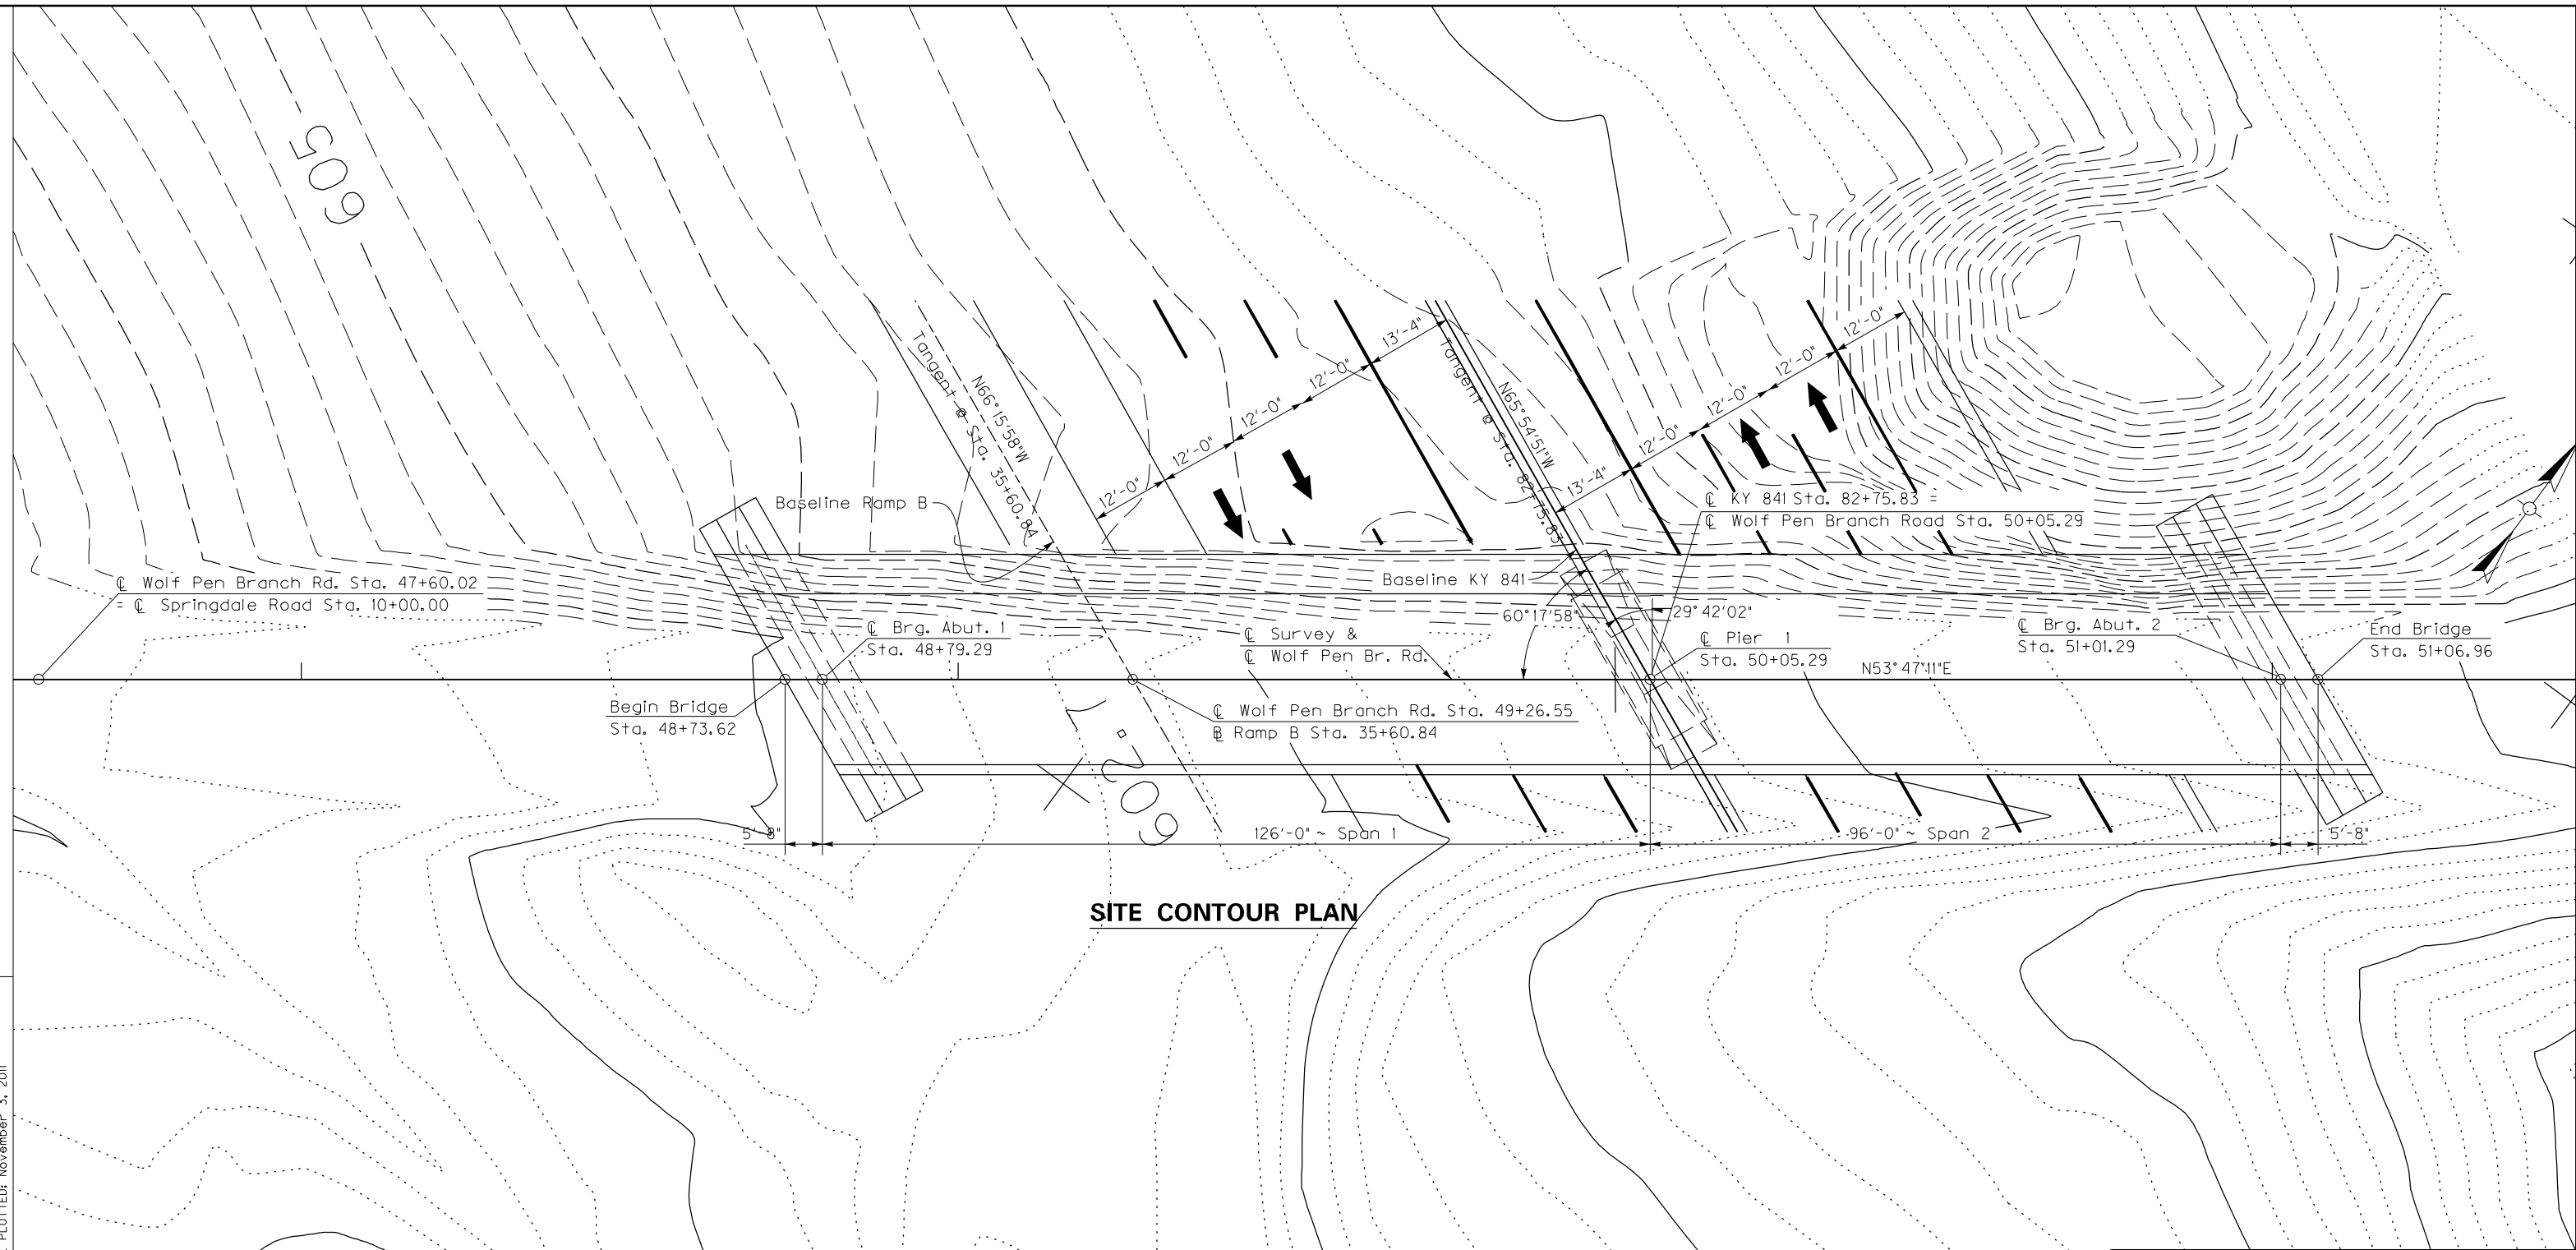 605
Tangent @ Sta. 35+60.84
N66°15'58"W
Baseline Ramp B
12'-0"
12'-0"
12'-0"
12'-0"
13'-4"
Tangent @ Sta. 82+75.83
N65°54'51"W
13'-4"
12'-0"
12'-0"
12'-0"
12'-0"
℄ KY 841 Sta. 82+75.83 =
℄ Wolf Pen Branch Road Sta. 50+05.29
Baseline KY 841
℄ Wolf Pen Branch Rd. Sta. 47+60.02
= ℄ Springdale Road Sta. 10+00.00
60°17'58"
29°42'02"
℄ Brg. Abut. 1
Sta. 48+79.29
℄ Survey &
℄ Wolf Pen Br. Rd.
℄ Pier 1
Sta. 50+05.29
℄ Brg. Abut. 2
Sta. 51+01.29
End Bridge
Sta. 51+06.96
N53°47'11"E
Begin Bridge
Sta. 48+73.62
℄ Wolf Pen Branch Rd. Sta. 49+26.55
Ramp B Sta. 35+60.84
602.1
5'-8"
126'-0" ~ Span 1
96'-0" ~ Span 2
5'-8"
SITE CONTOUR PLAN
PLOTTED: November 3, 2011